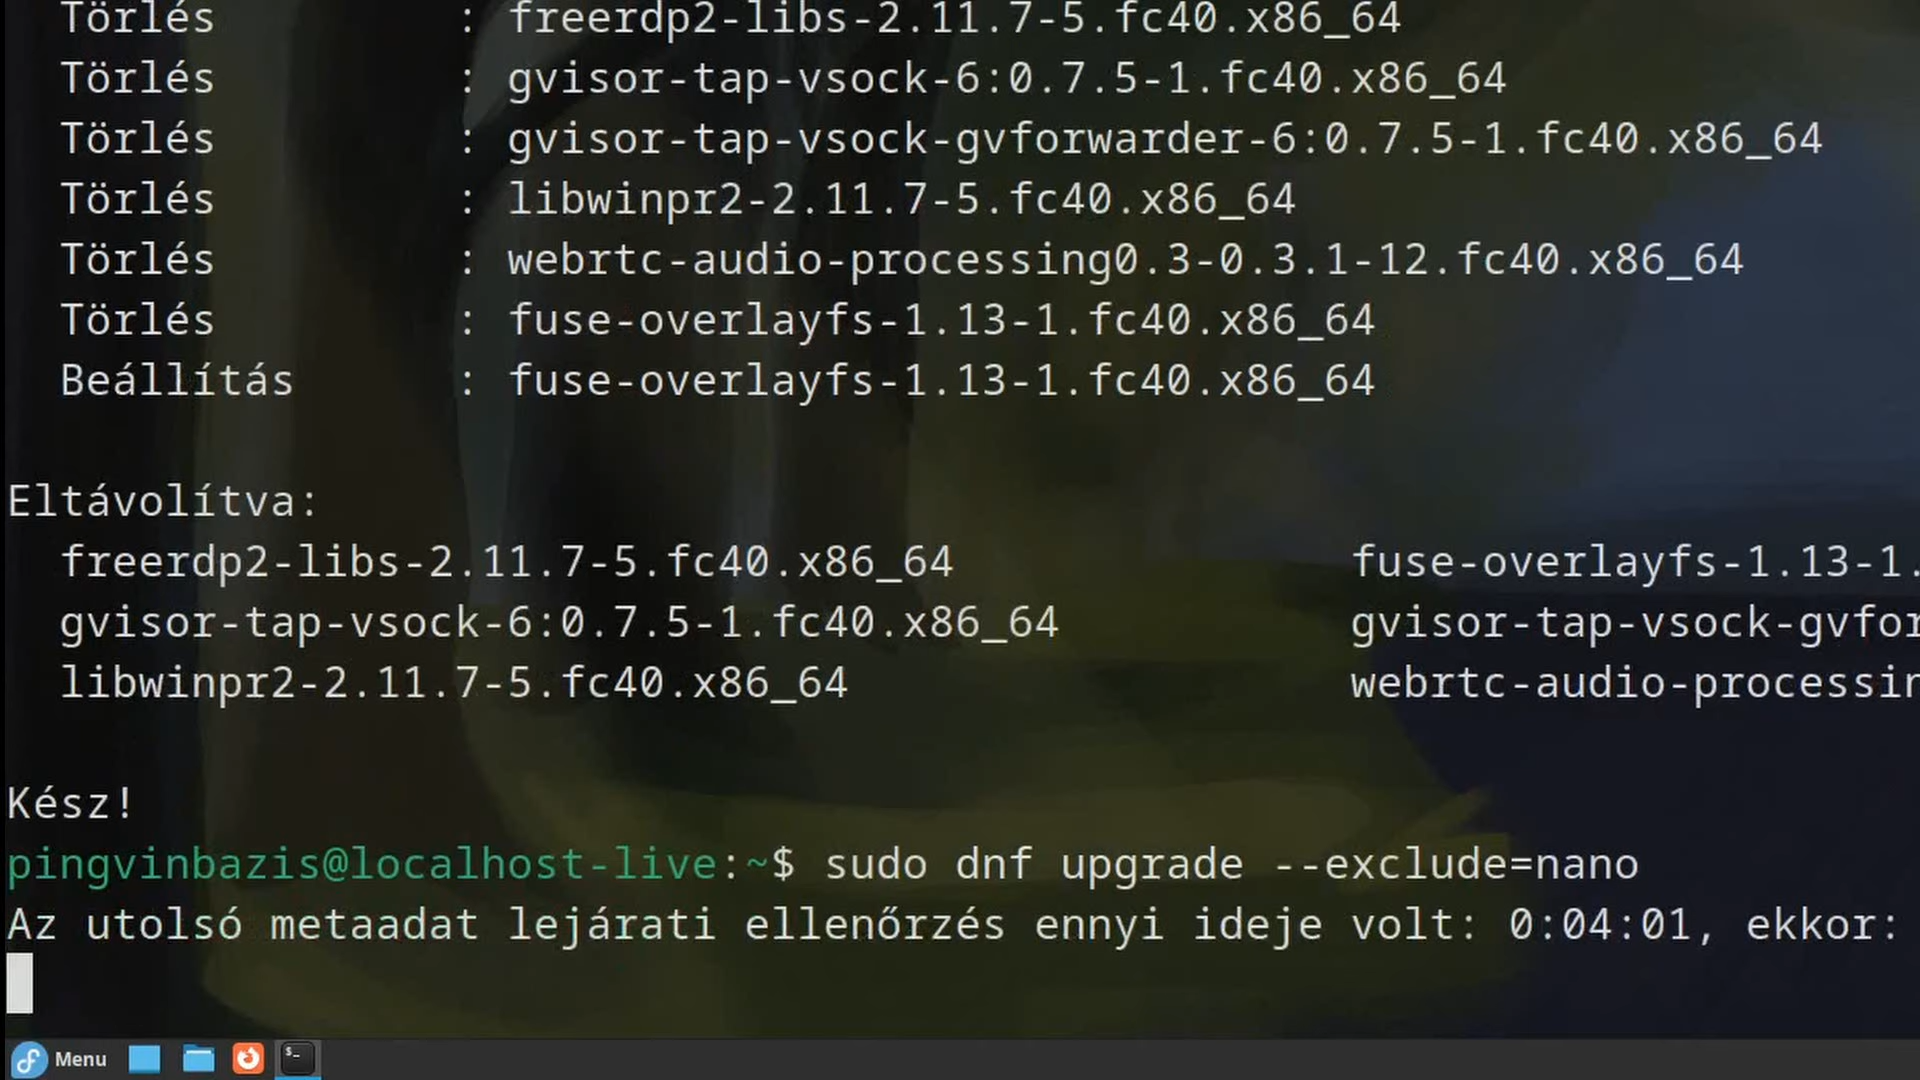 Törlés : freerdp2-libs-2.11.7-5.fc40.x86_64
Törlés : gvisor-tap-vsock-6:0.7.5-1.fc40.x86_64
Törlés : gvisor-tap-vsock-gvforwarder-6:0.7.5-1.fc40.x86_64
Törlés : libwinpr2-2.11.7-5.fc40.x86_64
Törlés : webrtc-audio-processing0.3-0.3.1-12.fc40.x86_64
Törlés : fuse-overlayfs-1.13-1.fc40.x86_64
Beállítás : fuse-overlayfs-1.13-1.fc40.x86_64
Eltávolítva:
freerdp2-libs-2.11.7-5.fc40.x86_64 fuse-overlayfs-1.13-1.
gvisor-tap-vsock-6:0.7.5-1.fc40.x86_64 gvisor-tap-vsock-gvfor
libwinpr2-2.11.7-5.fc40.x86_64 webrtc-audio-processin
Kész!
pingvinbazis@localhost-live:~$ sudo dnf upgrade --exclude=nano
Az utolsó metaadat lejárati ellenőrzés ennyi ideje volt: 0:04:01, ekkor:
Menu